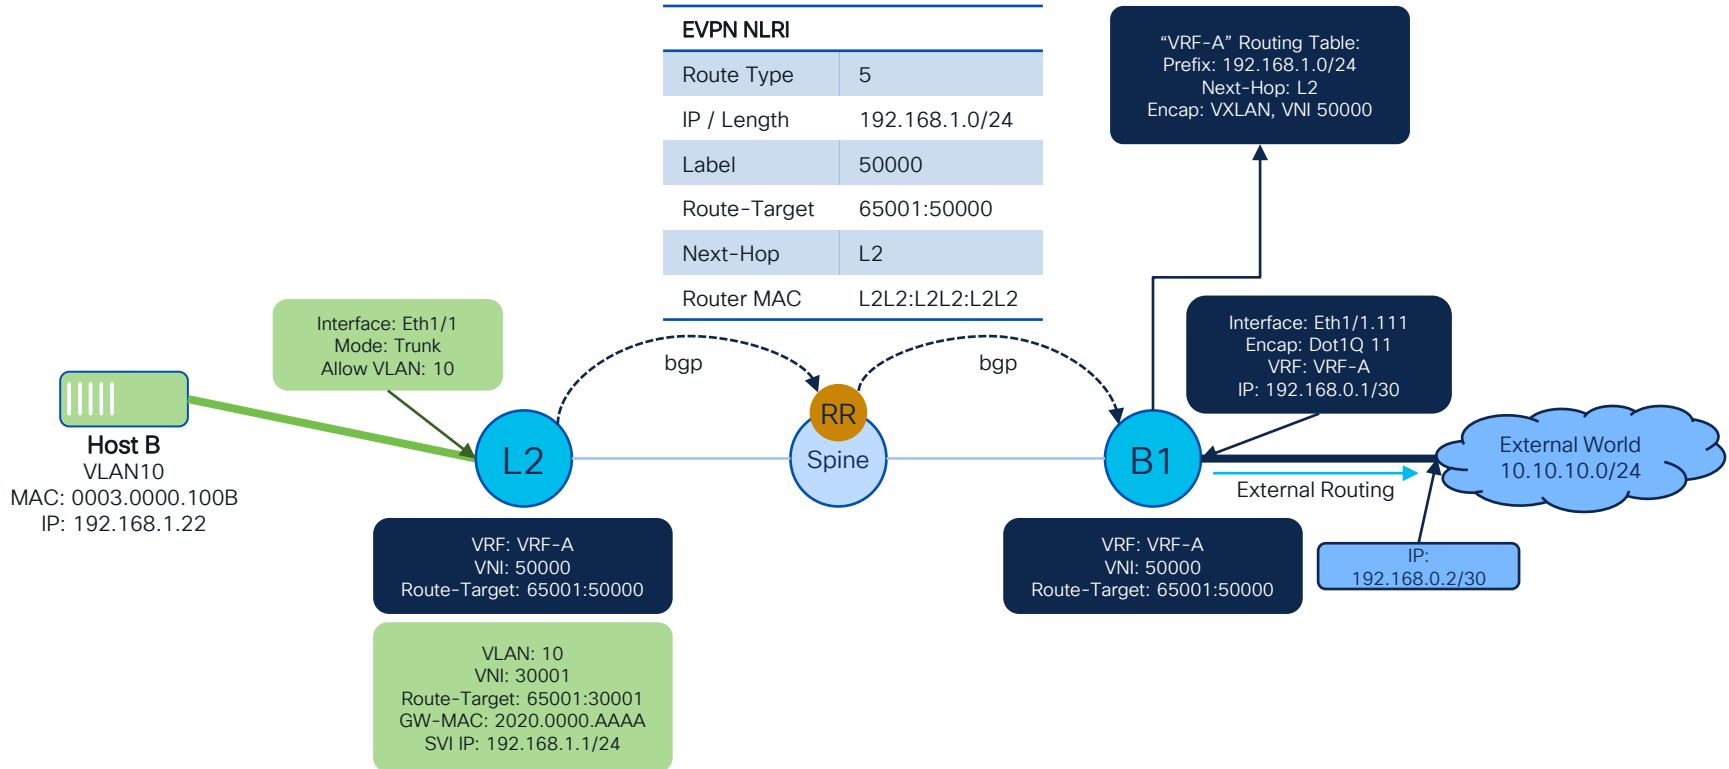 EVPN NLRI
Route Type 5
IP / Length 192.168.1.0/24
Label 50000
Route-Target 65001:50000
Next-Hop L2
Router MAC L2L2:L2L2:L2L2
“VRF-A” Routing Table:
Prefix: 192.168.1.0/24
Next-Hop: L2
Encap: VXLAN, VNI 50000
Interface: Eth1/1
Mode: Trunk
Allow VLAN: 10
bgp
bgp
Interface: Eth1/1.111
Encap: Dot1Q 11
VRF: VRF-A
IP: 192.168.0.1/30
Host B
VLAN10
MAC: 0003.0000.100B
IP: 192.168.1.22
L2
RR
Spine
B1
External Routing
External World
10.10.10.0/24
IP:
192.168.0.2/30
VRF: VRF-A
VNI: 50000
Route-Target: 65001:50000
VRF: VRF-A
VNI: 50000
Route-Target: 65001:50000
VLAN: 10
VNI: 30001
Route-Target: 65001:30001
GW-MAC: 2020.0000.AAAA
SVI IP: 192.168.1.1/24